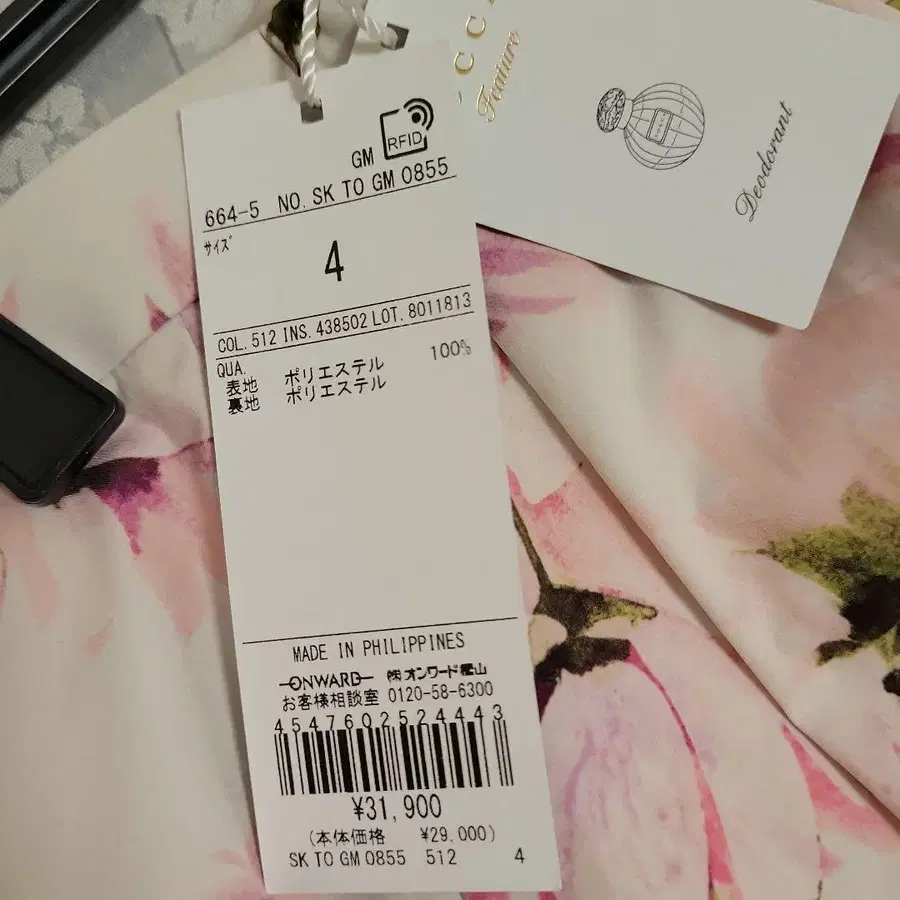 GM RFID
664-5 NO. SK TO GM 0855
サイズ
4
COL. 512 INS. 438502 LOT. 8011813
QUA.
表地 ポリエステル 100%
裏地 ポリエステル
MADE IN PHILIPPINES
ONWARD ㈱オンワード樫山
お客様相談室 0120-58-6300
4547602524443
¥31,900
(本体価格 ¥29,000)
SK TO GM 0855 512 4
Feature
Deodorant